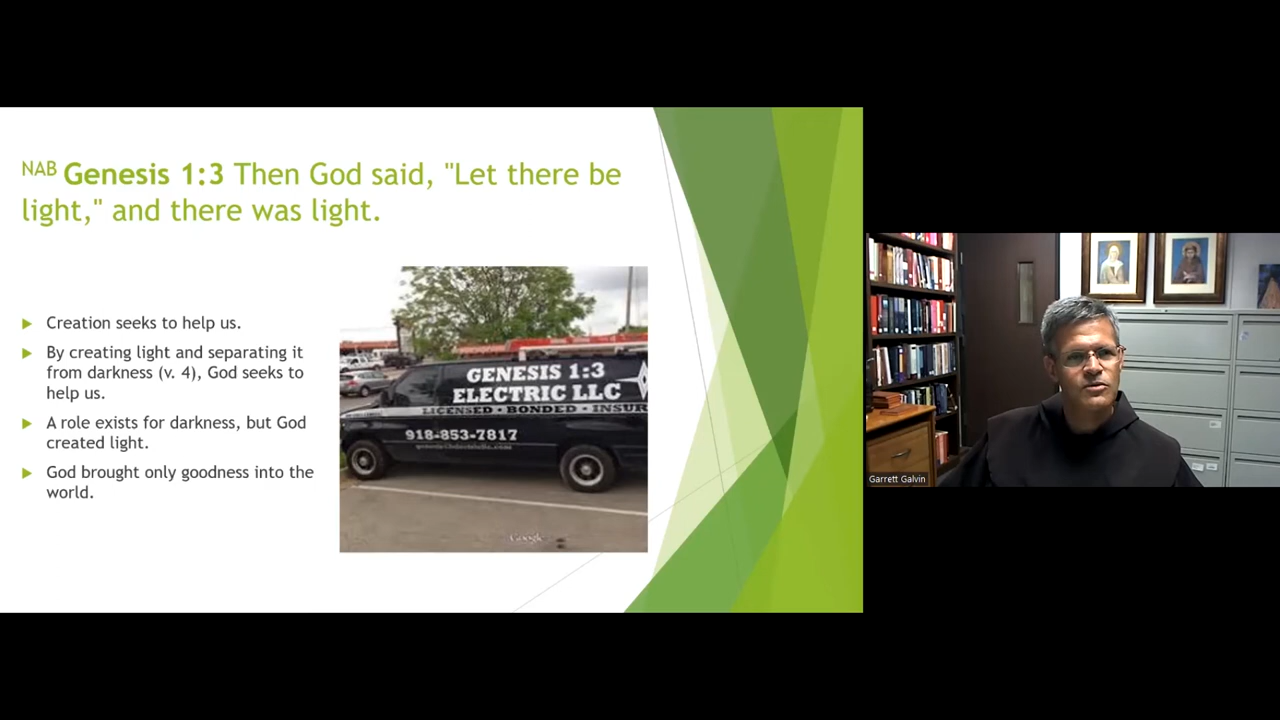 NAB Genesis 1:3 Then God said, "Let there be
light," and there was light.
Creation seeks to help us.
By creating light and separating it
from darkness (v. 4), God seeks to
help us.
A role exists for darkness, but God
created light.
God brought only goodness into the
world.
GENESIS 1:3
ELECTRIC LLC
LICENSED • BONDED • INSUR
918-853-7817
Google
Garrett Galvin